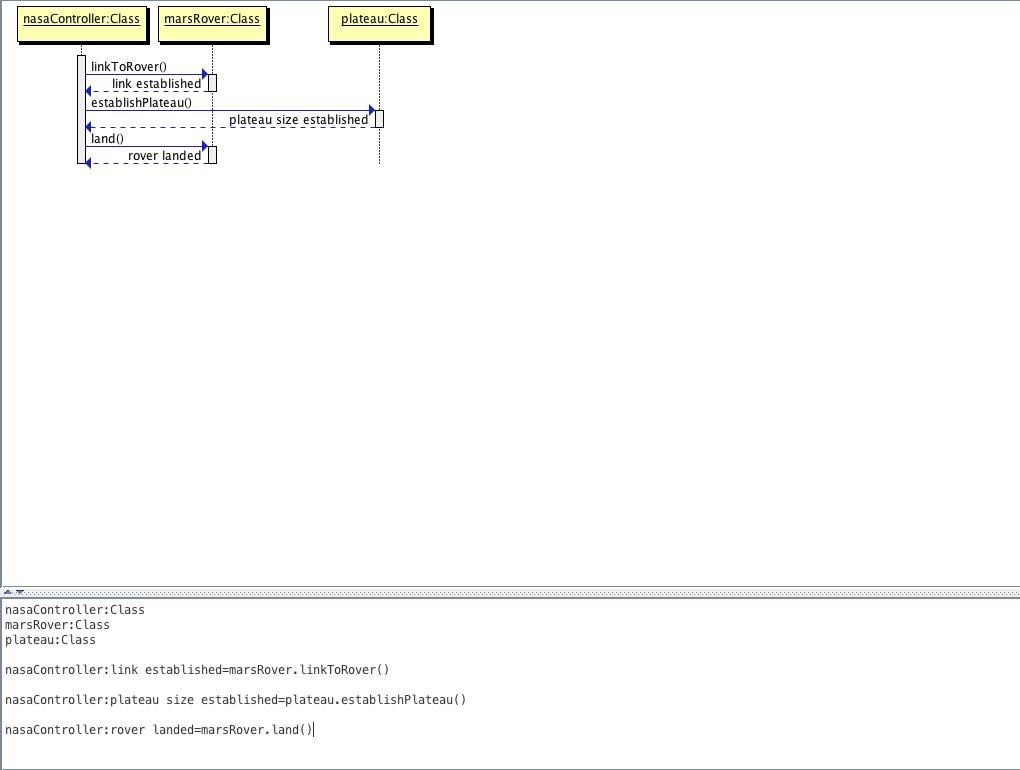 nasaController:Class marsRover:Class plateau:Class
linkToRover()
link established
establishPlateau()
plateau size established
land()
rover landed
nasaController:Class
marsRover:Class
plateau:Class
nasaController:link established=marsRover.linkToRover()
nasaController:plateau size established=plateau.establishPlateau()
nasaController:rover landed=marsRover.land()